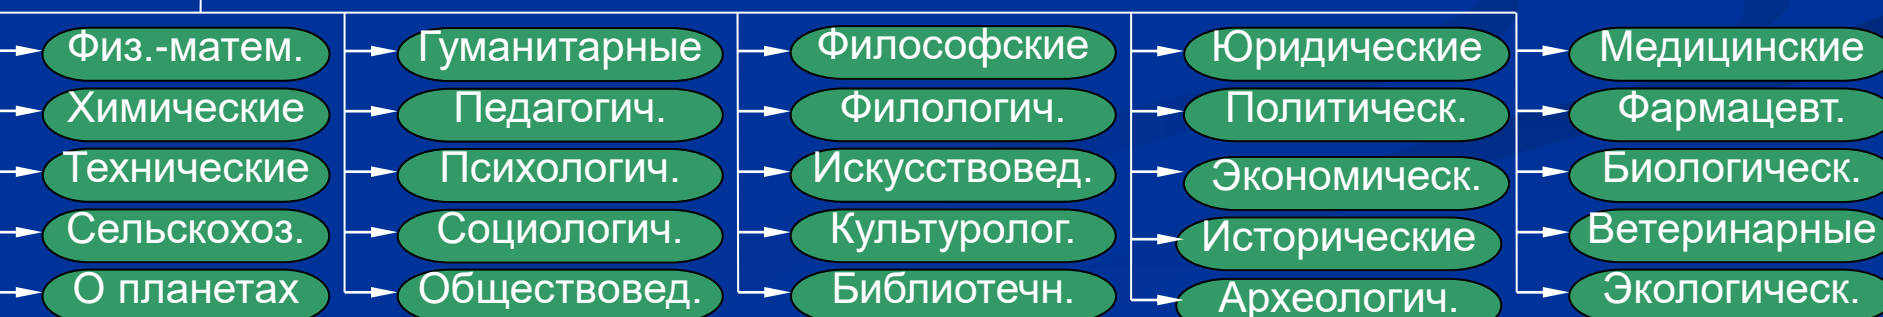 Физ.-матем.
Химические
Технические
Сельскохоз.
О планетах
Гуманитарные
Педагогич.
Психологич.
Социологич.
Обществовед.
Философские
Филологич.
Искусствовед.
Культуролог.
Библиотечн.
Юридические
Политическ.
Экономическ.
Исторические
Археологич.
Медицинские
Фармацевт.
Биологическ.
Ветеринарные
Экологическ.